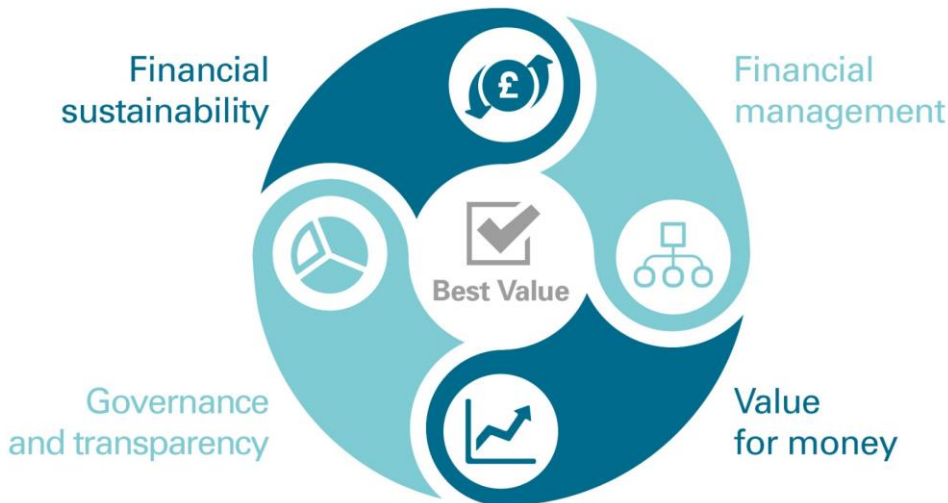 Financial
sustainability
£
Financial
management
Best Value
Governance
and transparency
Value
for money